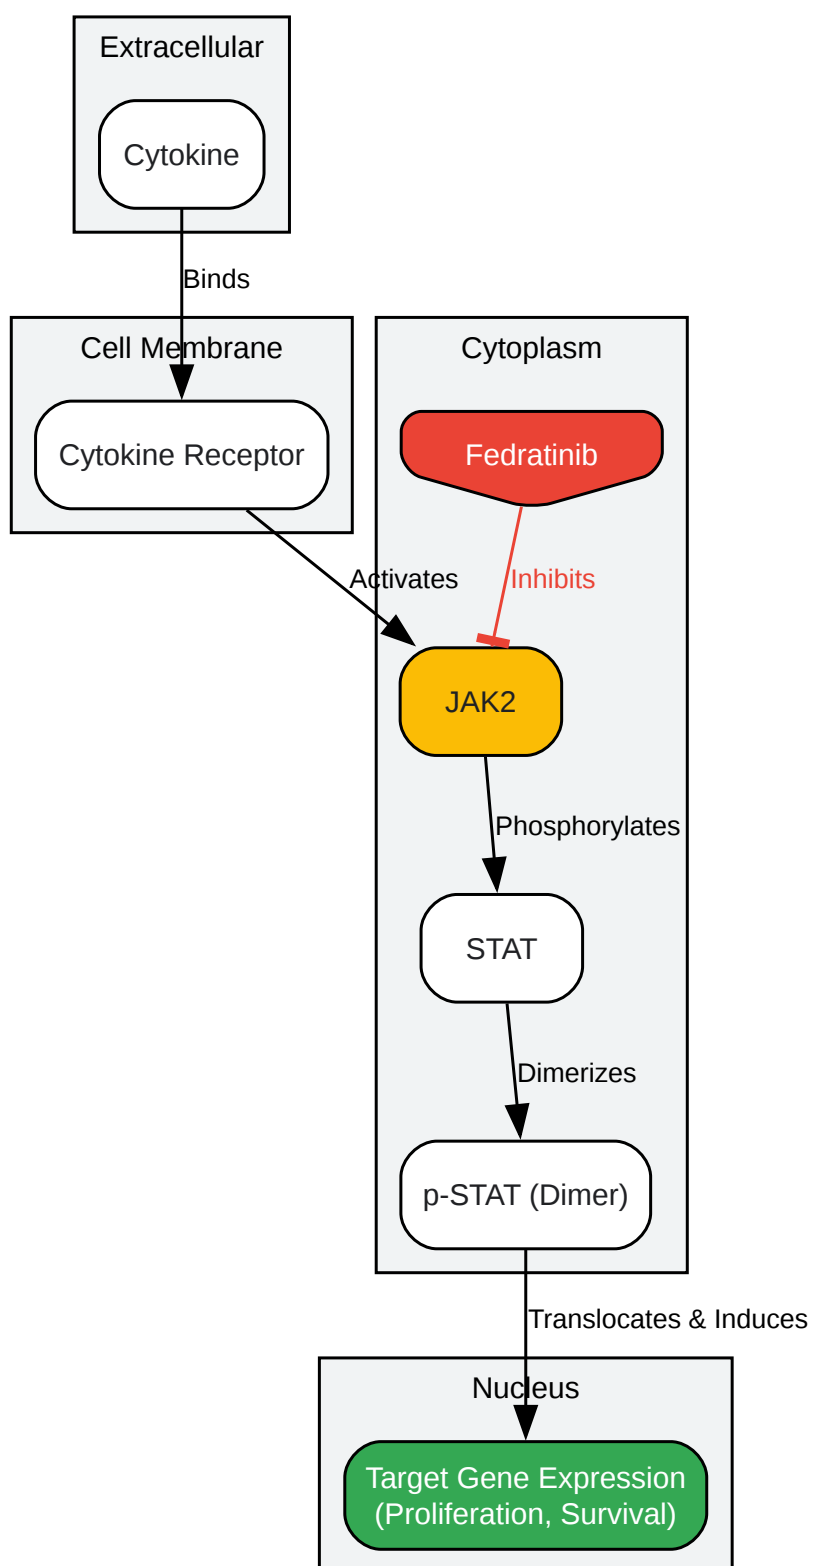 Extracellular
Cytokine
Binds
Cell Membrane
Cytokine Receptor
Cytoplasm
Fedratinib
Activates
Inhibits
JAK2
Phosphorylates
STAT
Dimerizes
p-STAT (Dimer)
Translocates & Induces
Nucleus
Target Gene Expression
(Proliferation, Survival)